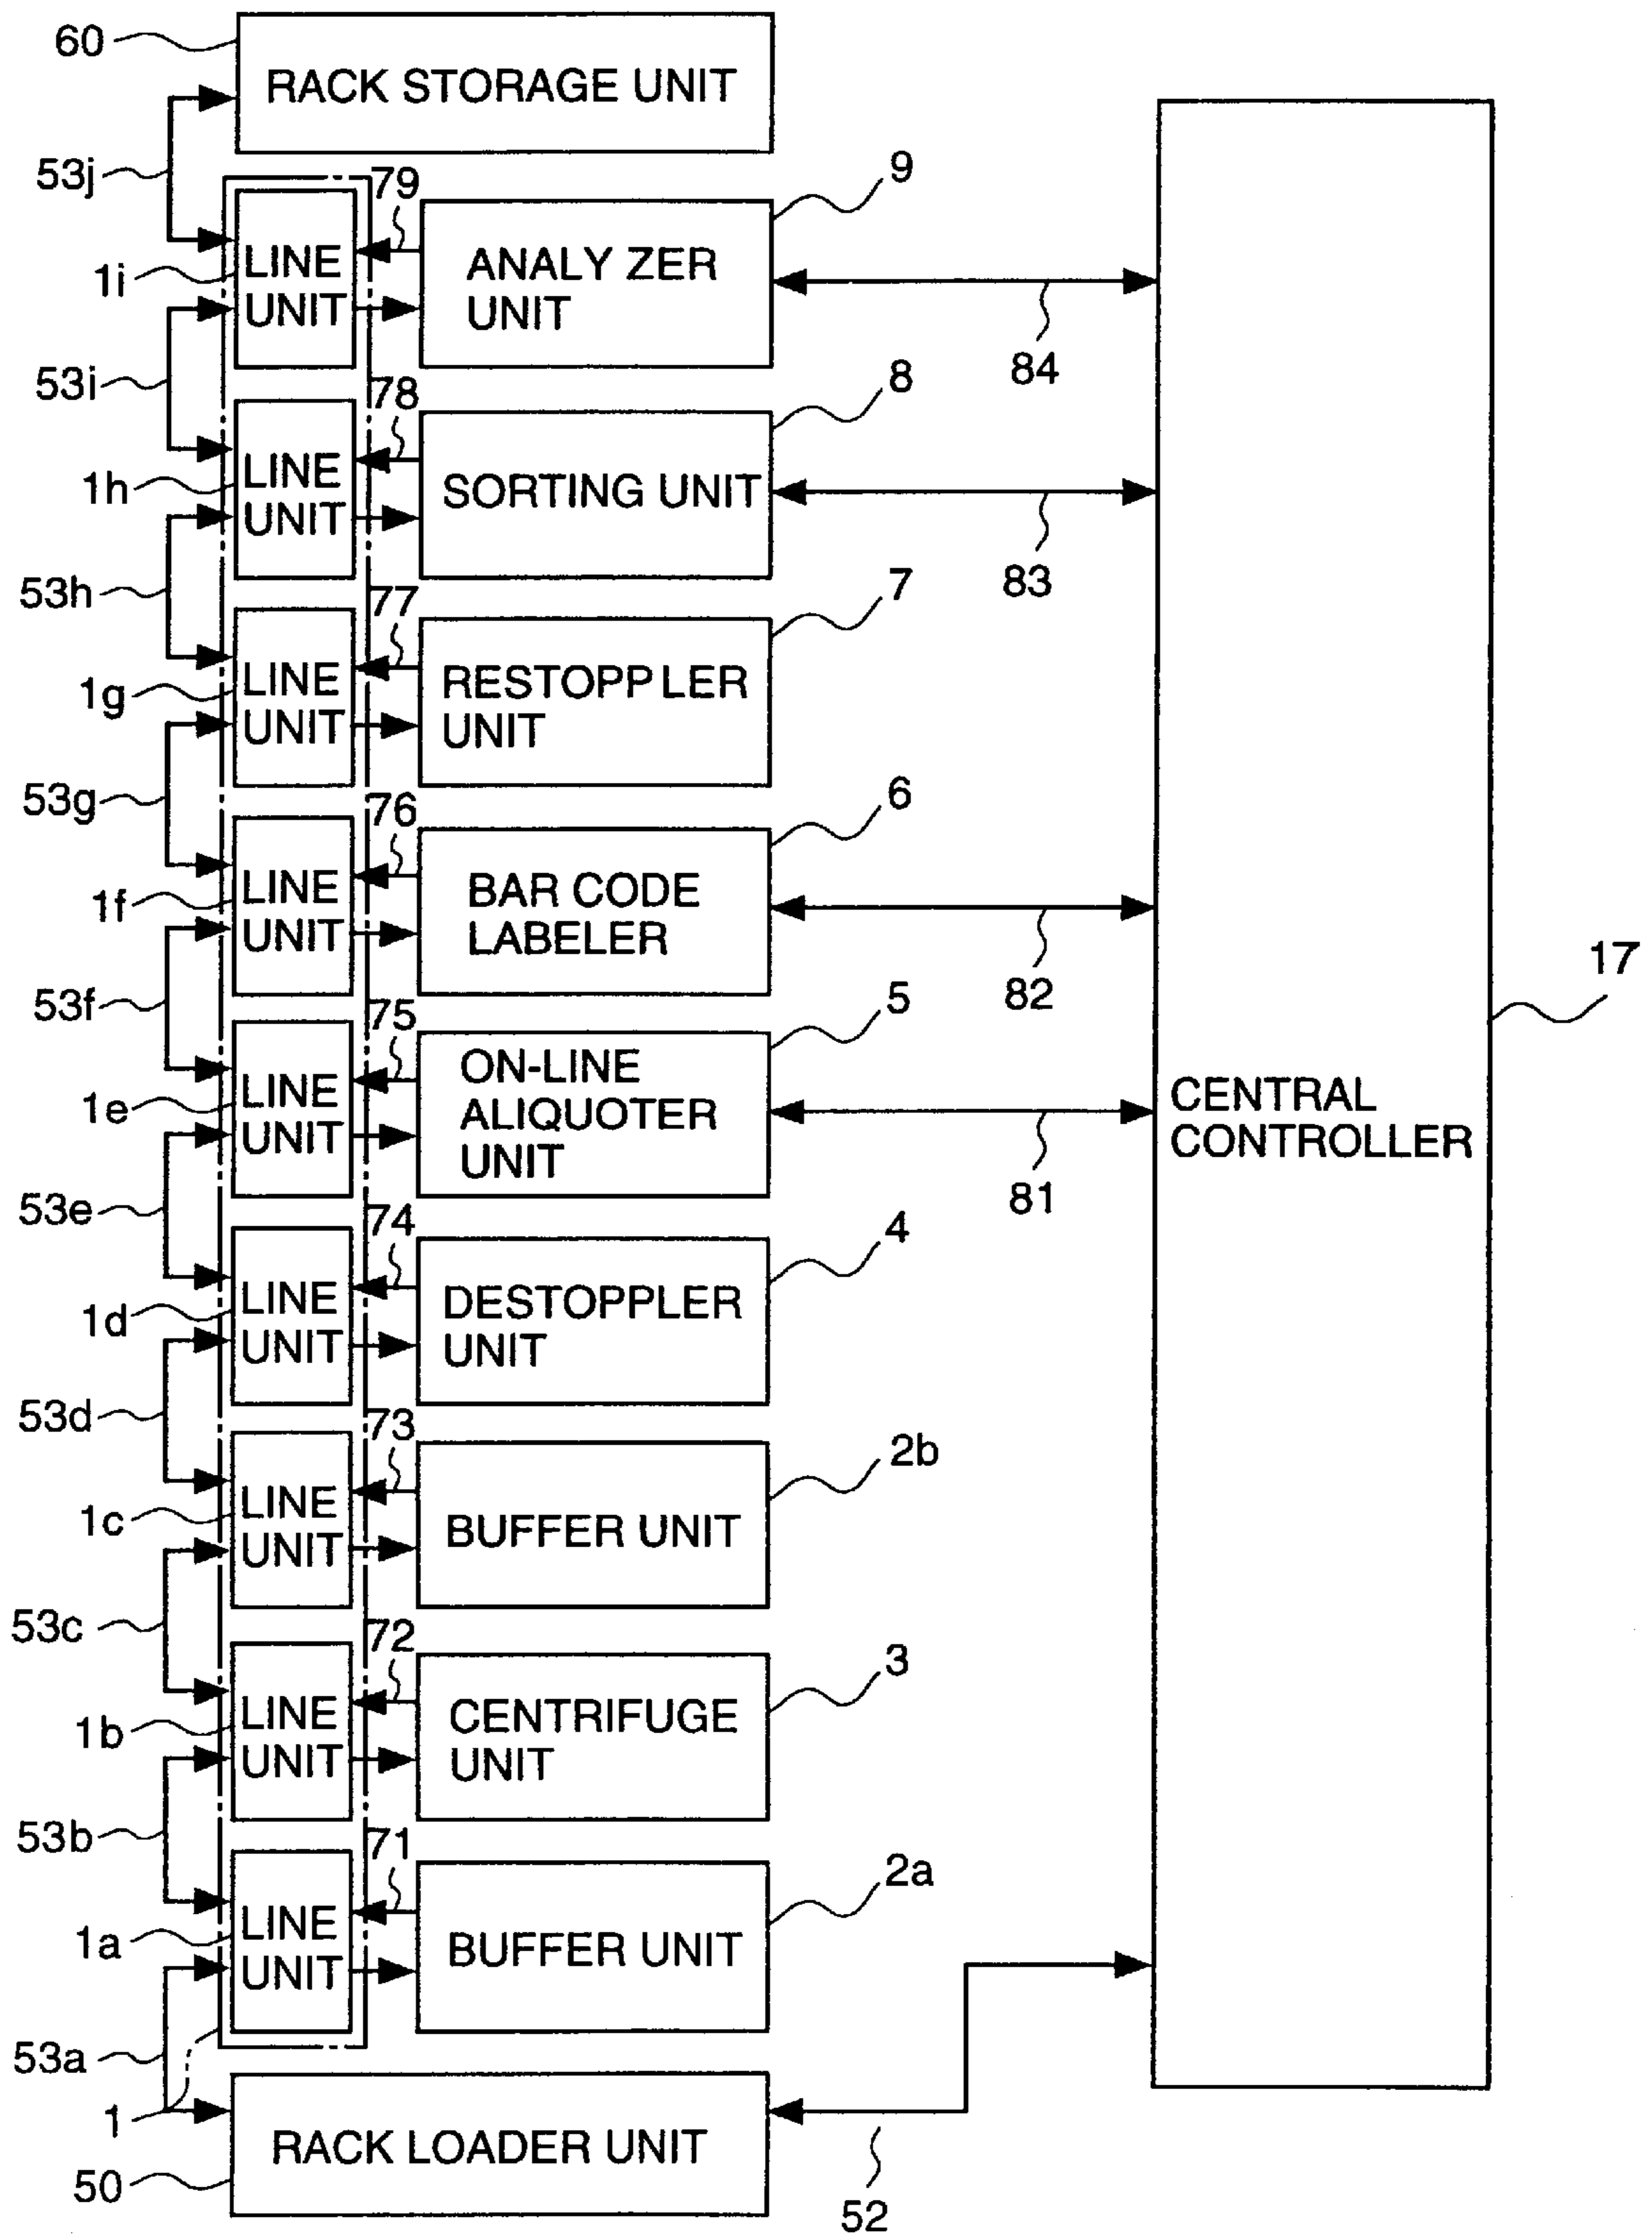 60
RACK STORAGE UNIT
53j
79
9
LINE
UNIT
1i
ANALY ZER
UNIT
84
53i
78
8
LINE
UNIT
1h
SORTING UNIT
83
53h
77
7
LINE
UNIT
1g
RESTOPP LER
UNIT
53g
76
6
LINE
UNIT
1f
BAR CODE
LABELER
82
17
53f
75
5
LINE
UNIT
1e
ON-LINE
ALIQUOTER
UNIT
81
CENTRAL
CONTROLLER
53e
74
4
LINE
UNIT
1d
DESTOPPLER
UNIT
53d
73
2b
LINE
UNIT
1c
BUFFER UNIT
53c
72
3
LINE
UNIT
1b
CENTRIFUGE
UNIT
53b
71
2a
LINE
UNIT
1a
BUFFER UNIT
53a
1
RACK LOADER UNIT
50
52